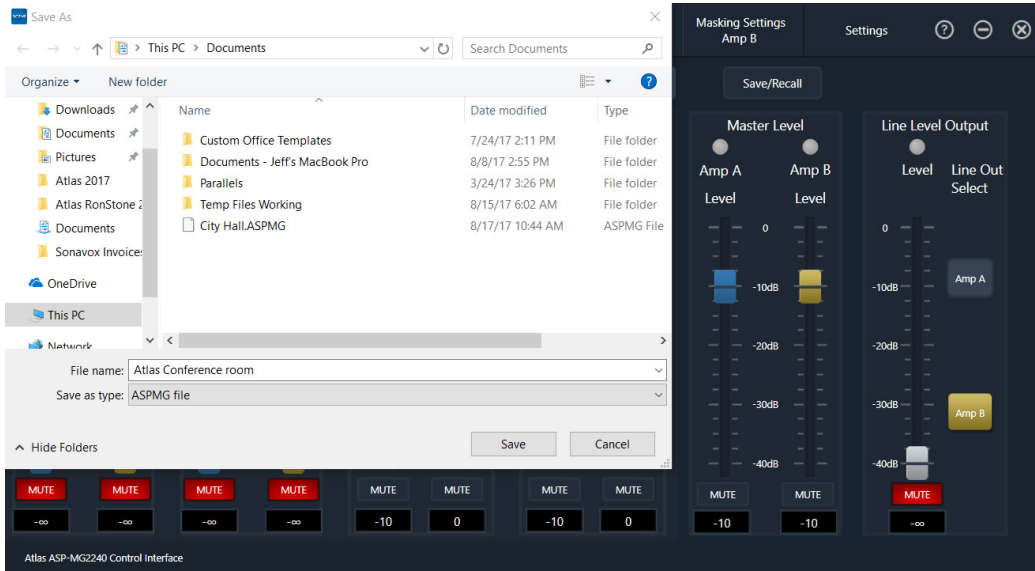 Save As
This PC > Documents
Search Documents
Organize
New folder
Name
Date modified
Type
Downloads
Documents
Pictures
Atlas 2017
Atlas RonStone 2
Documents
Sonavox Invoices
OneDrive
This PC
Network
Custom Office Templates 7/24/17 2:11 PM File folder
Documents - Jeff's MacBook Pro 8/8/17 2:55 PM File folder
Parallels 3/24/17 3:26 PM File folder
Temp Files Working 8/15/17 6:02 AM File folder
City Hall.ASPMG 8/17/17 10:44 AM ASPMG File
File name: Atlas Conference room
Save as type: ASPMG file
Hide Folders
Save
Cancel
Masking Settings
Amp B
Settings
Save/Recall
Master Level
Amp A Amp B
Level Level
0
-10dB
-20dB
-30dB
-40dB
MUTE MUTE
-10 -10
Line Level Output
Level
Line Out
Select
0
-10dB
-20dB
-30dB
-40dB
Amp A
Amp B
MUTE
-∞
MUTE MUTE MUTE MUTE MUTE MUTE MUTE MUTE
-∞ -∞ -∞ -∞ -10 0 -10 0
Atlas ASP-MG2240 Control Interface